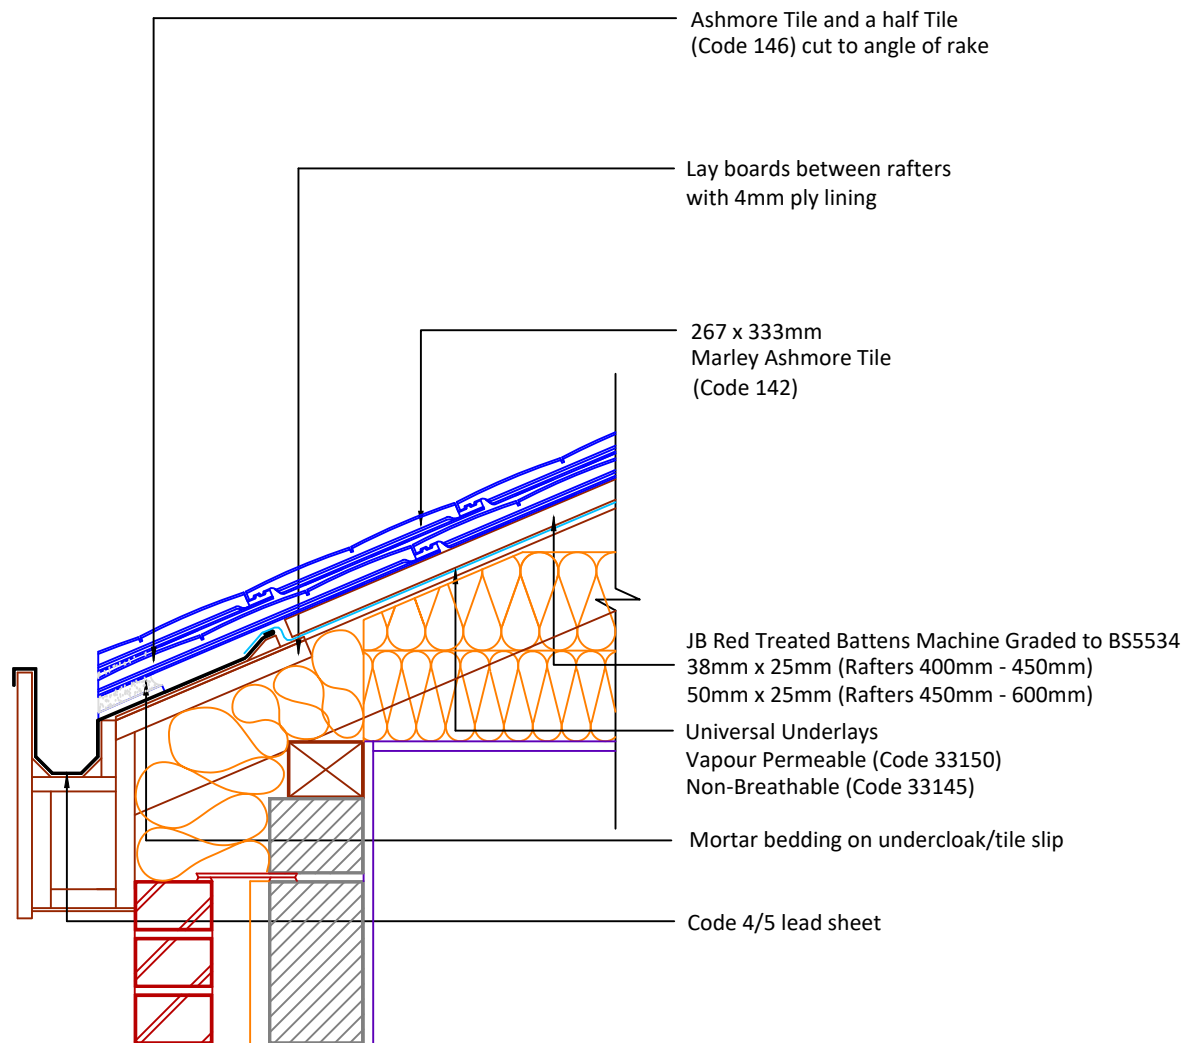 Ashmore Tile and a half Tile
(Code 146) cut to angle of rake
Lay boards between rafters
with 4mm ply lining
267 x 333mm
Marley Ashmore Tile
(Code 142)
JB Red Treated Battens Machine Graded to BS5534
38mm x 25mm (Rafters 400mm - 450mm)
50mm x 25mm (Rafters 450mm - 600mm)
Universal Underlays
Vapour Permeable (Code 33150)
Non-Breathable (Code 33145)
Mortar bedding on undercloak/tile slip
Code 4/5 lead sheet